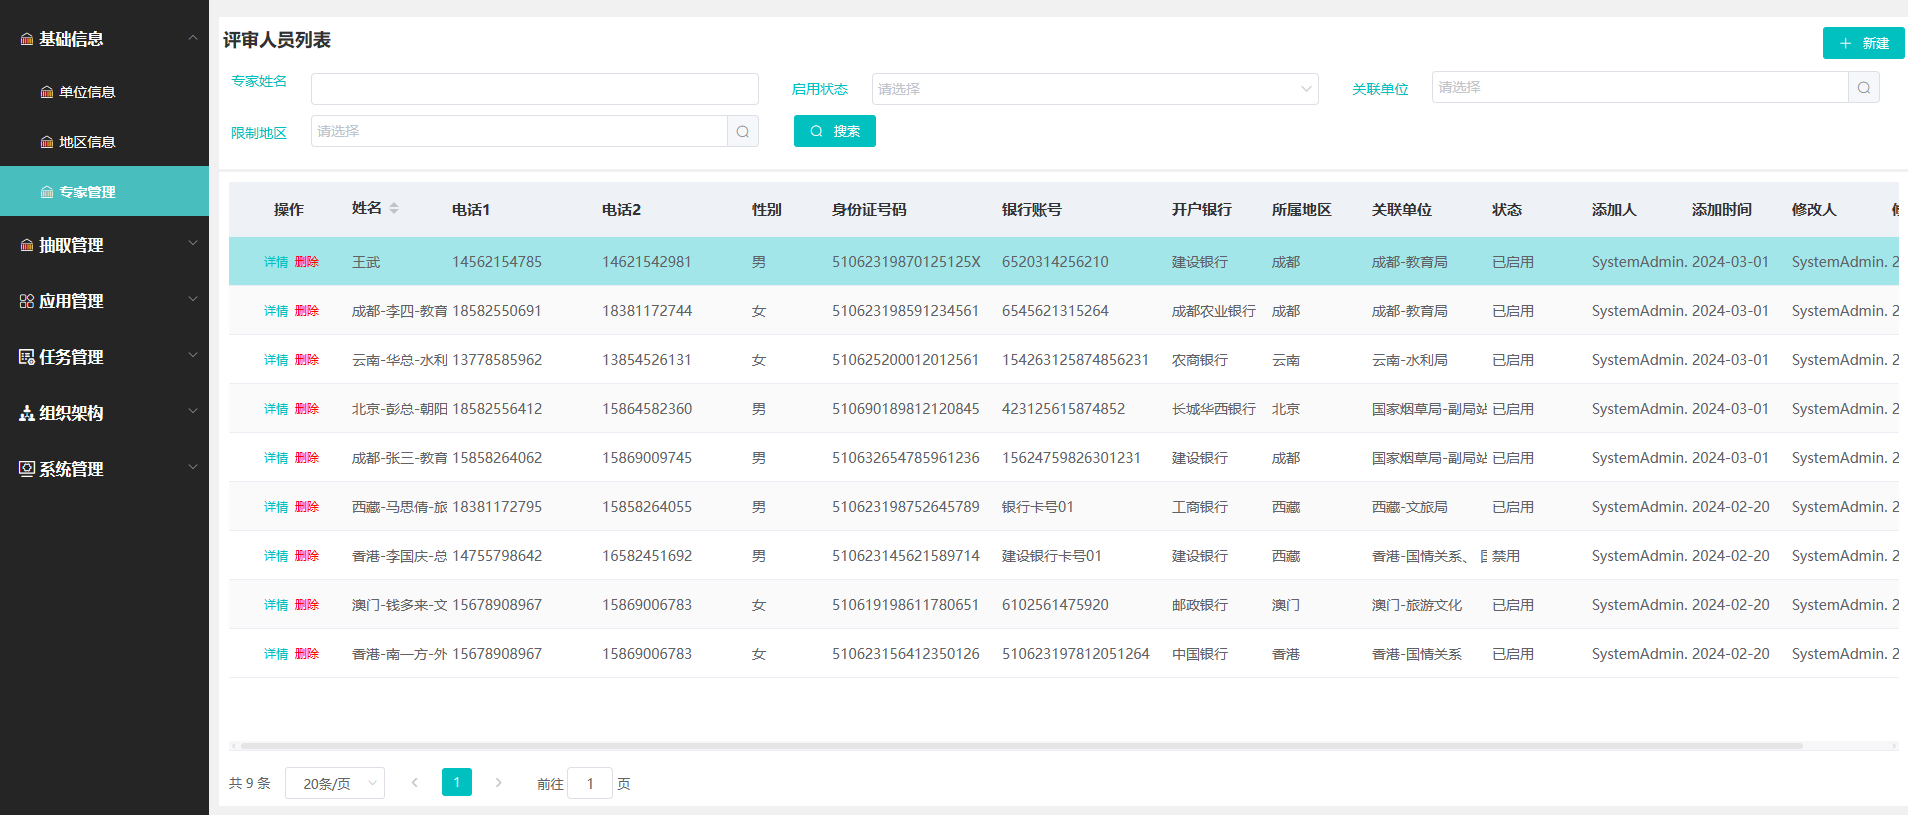 基础信息
单位信息
地区信息
专家管理
抽取管理
应用管理
任务管理
组织架构
系统管理
评审人员列表
新建
专家姓名
启用状态 请选择
关联单位 请选择
限制地区 请选择
搜索
操作 姓名 电话1 电话2 性别 身份证号码 银行账号 开户银行 所属地区 关联单位 状态 添加人 添加时间 修改人
详情 删除 王武 14562154785 14621542981 男 51062319870125125X 6520314256210 建设银行 成都 成都-教育局 已启用 SystemAdmin. 2024-03-01 SystemAdmin. 2
详情 删除 成都-李四-教育 18582550691 18381172744 女 510623198591234561 6545621315264 成都农业银行 成都 成都-教育局 已启用 SystemAdmin. 2024-03-01 SystemAdmin. 2
详情 删除 云南-华总-水利 13778585962 13854526131 女 510625200012012561 154263125874856231 农商银行 云南 云南-水利局 已启用 SystemAdmin. 2024-03-01 SystemAdmin. 2
详情 删除 北京-彭总-朝阳 18582556412 15864582360 男 510690189812120845 423125615874852 长城华西银行 北京 国家烟草局-副局站 已启用 SystemAdmin. 2024-03-01 SystemAdmin. 2
详情 删除 成都-张三-教育 15858264062 15869009745 男 510632654785961236 15624759826301231 建设银行 成都 国家烟草局-副局站 已启用 SystemAdmin. 2024-03-01 SystemAdmin. 2
详情 删除 西藏-马思倩-旅 18381172795 15858264055 男 510623198752645789 银行卡号01 工商银行 西藏 西藏-文旅局 已启用 SystemAdmin. 2024-02-20 SystemAdmin. 2
详情 删除 香港-李国庆-总 14755798642 16582451692 男 510623145621589714 建设银行卡号01 建设银行 西藏 香港-国情关系、 禁用 SystemAdmin. 2024-02-20 SystemAdmin. 2
详情 删除 澳门-钱多来-文 15678908967 15869006783 女 510619198611780651 6102561475920 邮政银行 澳门 澳门-旅游文化 已启用 SystemAdmin. 2024-02-20 SystemAdmin. 2
详情 删除 香港-南一方-外 15678908967 15869006783 女 510623156412350126 510623197812051264 中国银行 香港 香港-国情关系 已启用 SystemAdmin. 2024-02-20 SystemAdmin. 2
共 9 条 20条/页 1 前往 1 页